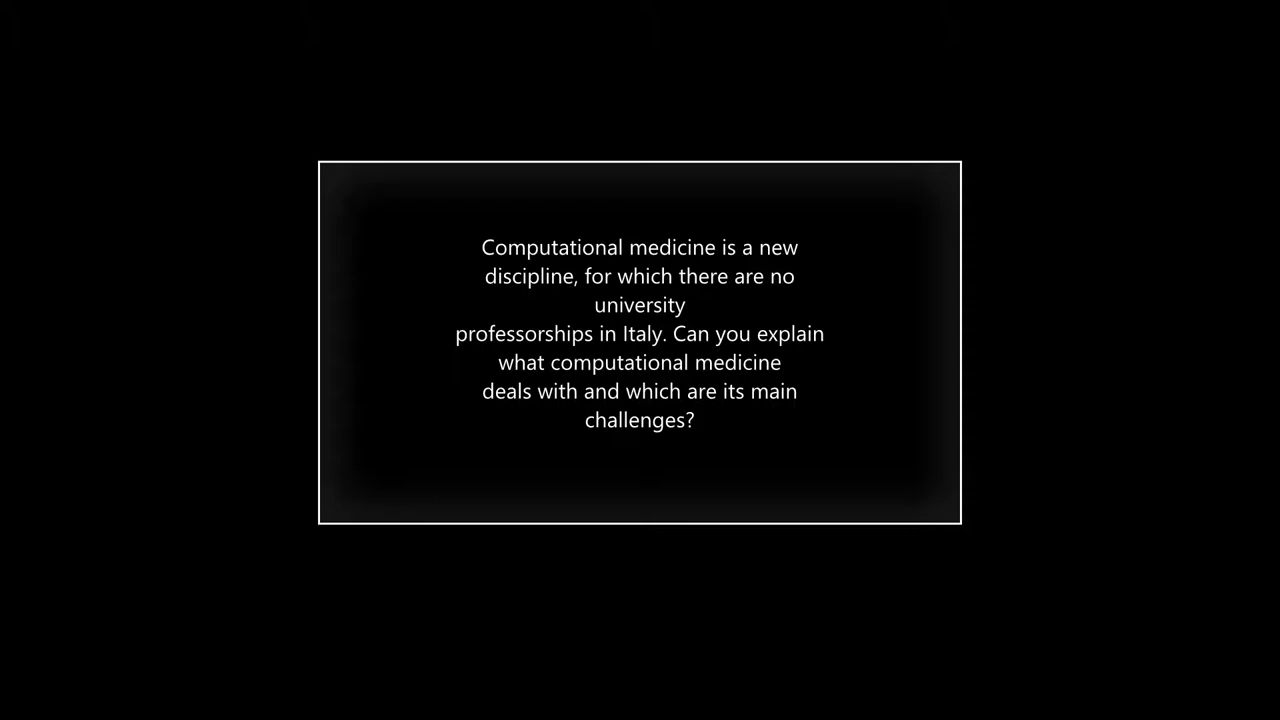 Computational medicine is a new
discipline, for which there are no
university
professorships in Italy. Can you explain
what computational medicine
deals with and which are its main
challenges?